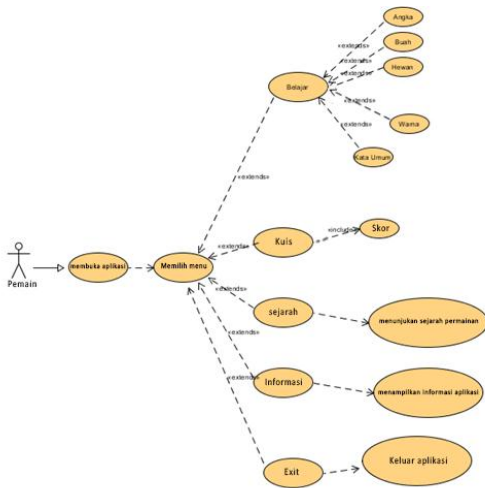 Angka
«extends»
Buah
«extends»
Hewan
«extends»
Belajar
«extends»
Warna
«extends»
Kata Umum
«extends»
Kuis
«include»
Skor
«extends»
Pemain
membuka aplikasi
Memilih menu
«extends»
sejarah
menunjukan sejarah permainan
«extends»
Informasi
menampilkan informasi aplikasi
«extends»
Exit
Keluar aplikasi